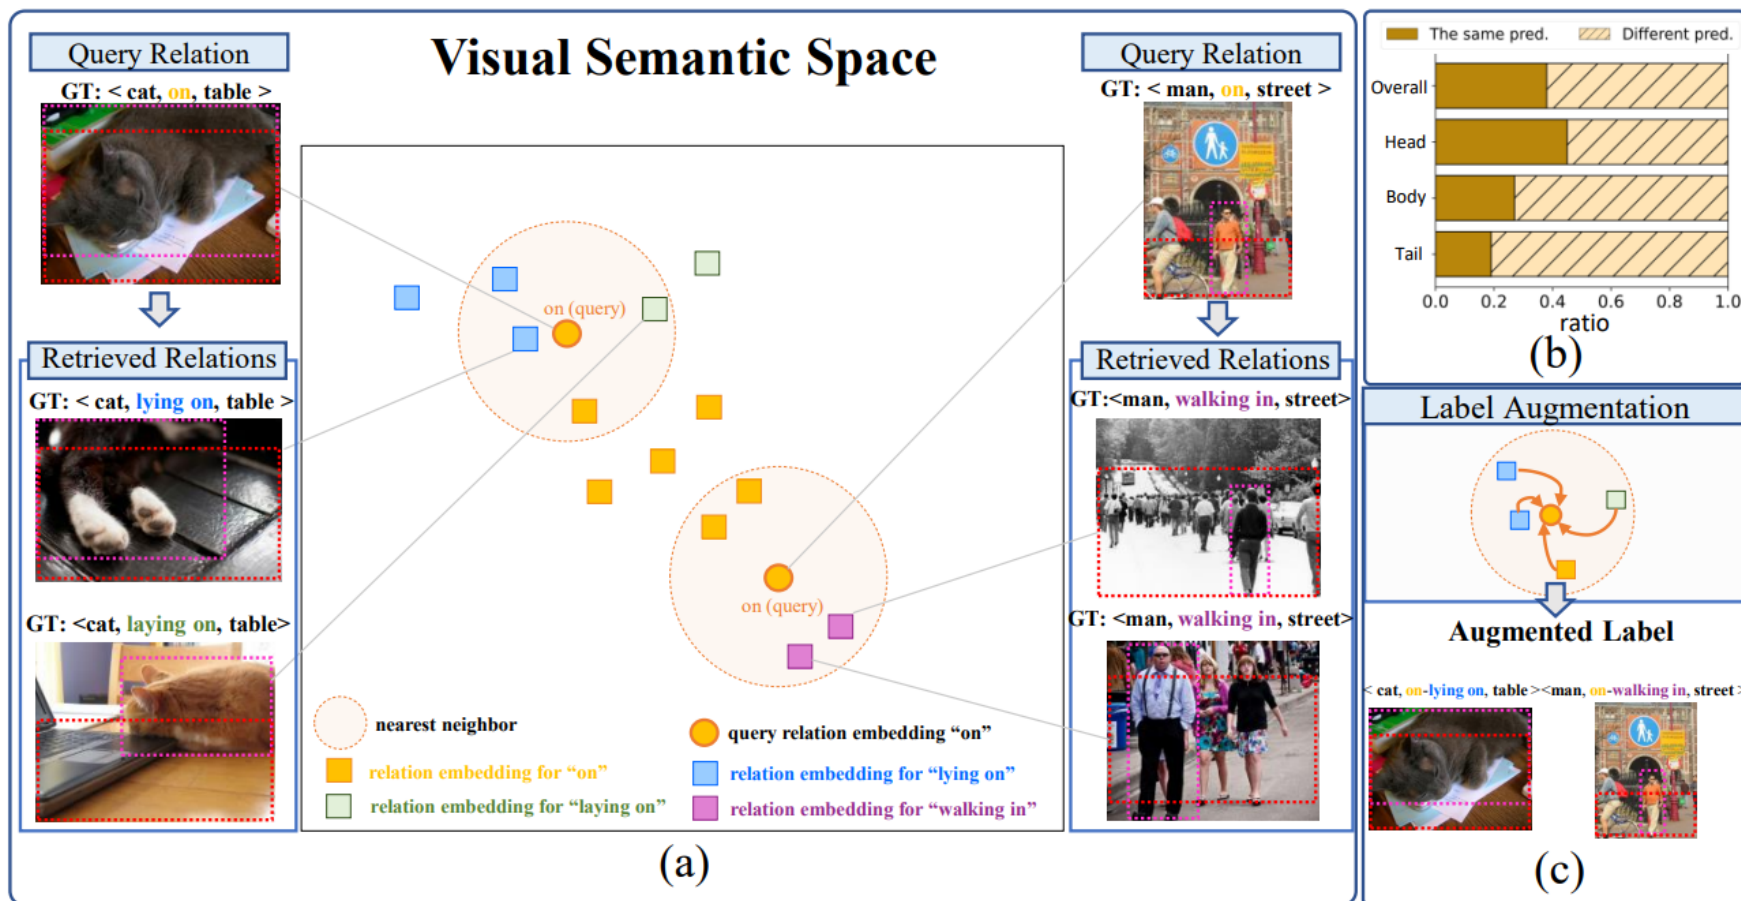 Visual Semantic Space
Query Relation
GT: < cat, on, table >
Retrieved Relations
GT: < cat, lying on, table >
GT: <cat, laying on, table>
on (query)
on (query)
nearest neighbor
query relation embedding “on”
relation embedding for “on”
relation embedding for “lying on”
relation embedding for “laying on”
relation embedding for “walking in”
Query Relation
GT: < man, on, street >
Retrieved Relations
GT:<man, walking in, street>
GT: <man, walking in, street>
(a)
The same pred.
Different pred.
Overall
Head
Body
Tail
0.0 0.2 0.4 0.6 0.8 1.0
ratio
(b)
Label Augmentation
Augmented Label
< cat, on-lying on, table ><man, on-walking in, street >
(c)